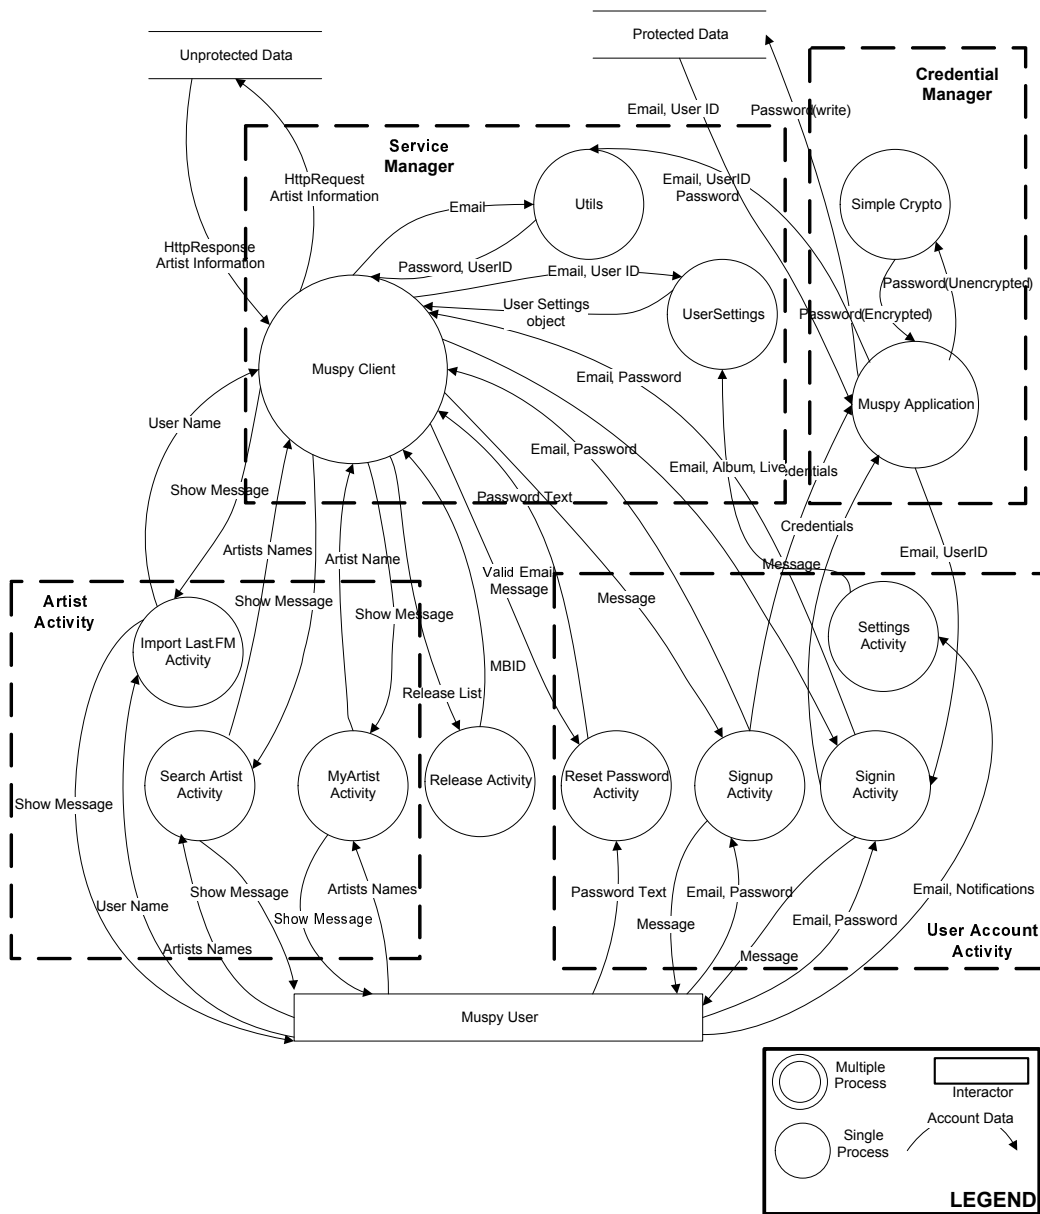 Protected Data
Unprotected Data
Credential
Manager
Email, User ID
Password(write)
Service
Manager
HttpRequest
Artist Information
Email, UserID
Password
Utils
Simple Crypto
Email
HttpResponse
Artist Information
Password, UserID
Email, User ID
Password(Unencrypted)
User Settings
object
UserSettings
Password(Encrypted)
Muspy Client
Email, Password
Muspy Application
User Name
Email, Password
Show Message
Email, Album, Live
edentials
Password Text
Credentials
Artists Names
Artist Name
Email, UserID
Message
Valid Email
Message
Message
Artist
Activity
Show Message
Show Message
Import Last.FM
Activity
Settings
Activity
MBID
Release List
Search Artist
Activity
MyArtist
Activity
Release Activity
Reset Password
Activity
Signup
Activity
Signin
Activity
Show Message
Show Message
Artists Names
Password Text
Email, Password
Email, Notifications
User Name
Show Message
Message
Email, Password
User Account
Activity
Artists Names
Message
Muspy User
Multiple
Process
Interactor
Account Data
Single
Process
LEGEND